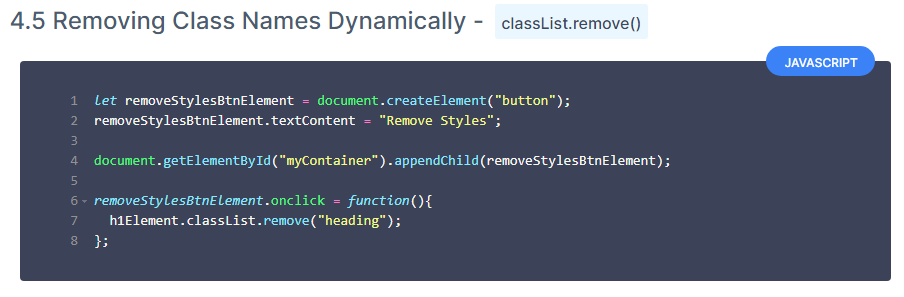 4.5 Removing Class Names Dynamically - classList.remove()
JAVASCRIPT
1 let removeStylesBtnElement = document.createElement("button");
2 removeStylesBtnElement.textContent = "Remove Styles";
3
4 document.getElementById("myContainer").appendChild(removeStylesBtnElement);
5
6 removeStylesBtnElement.onclick = function(){
7   h1Element.classList.remove("heading");
8 };